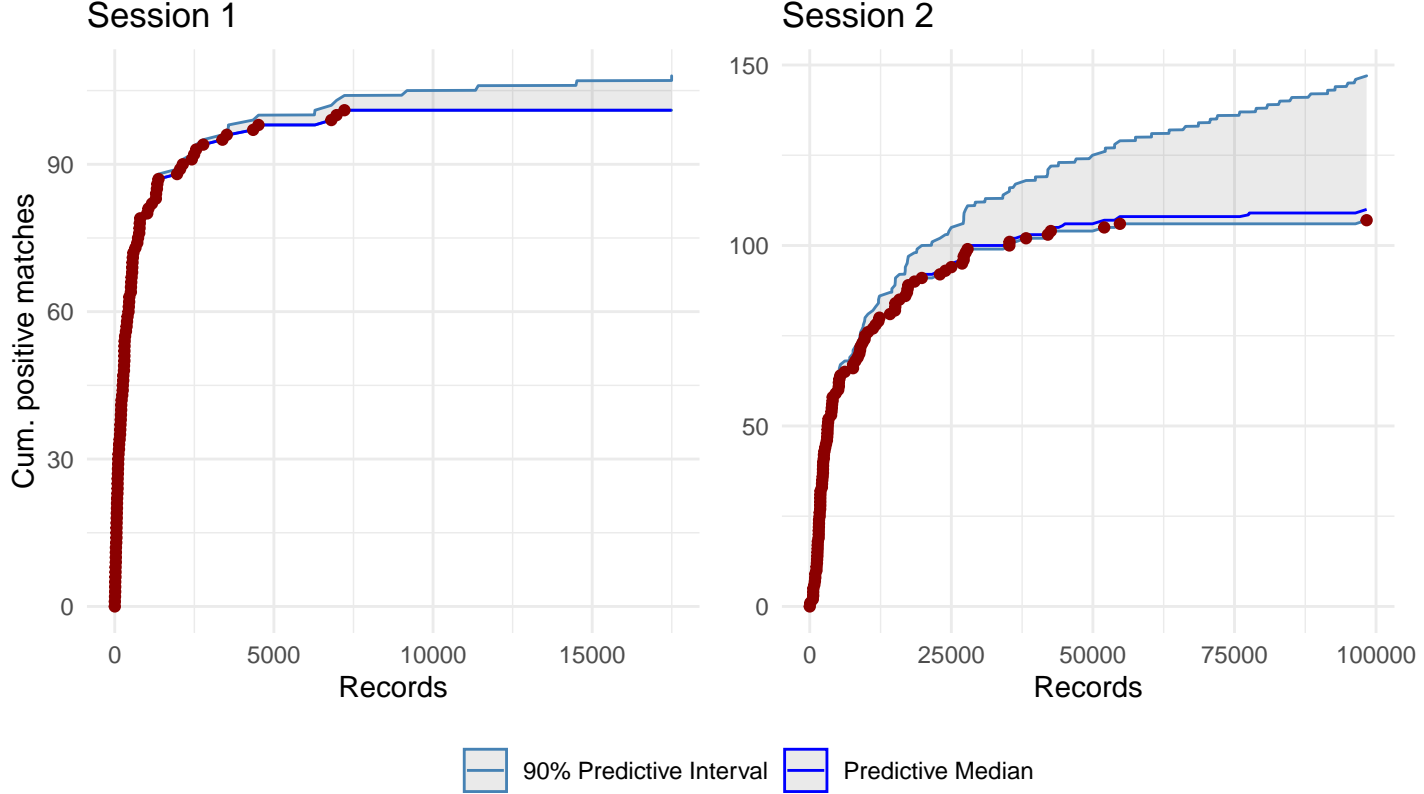 Session 1
Session 2
Cum. positive matches
90
60
30
0
0
5000
10000
15000
Records
150
100
50
0
0
25000
50000
75000
100000
Records
90% Predictive Interval
Predictive Median